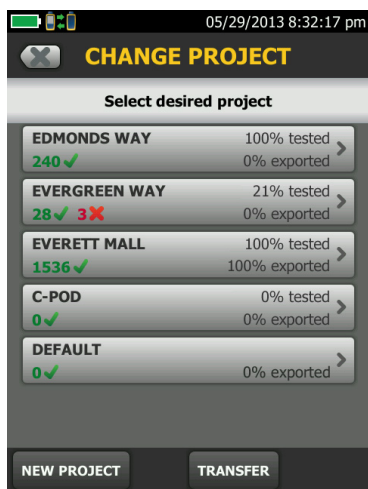 05/29/2013 8:32:17 pm
CHANGE PROJECT
Select desired project
EDMONDS WAY 100% tested
240 0% exported
EVERGREEN WAY 21% tested
28 3 0% exported
EVERETT MALL 100% tested
1536 100% exported
C-POD 0% tested
0 0% exported
DEFAULT
0 0% exported
NEW PROJECT TRANSFER